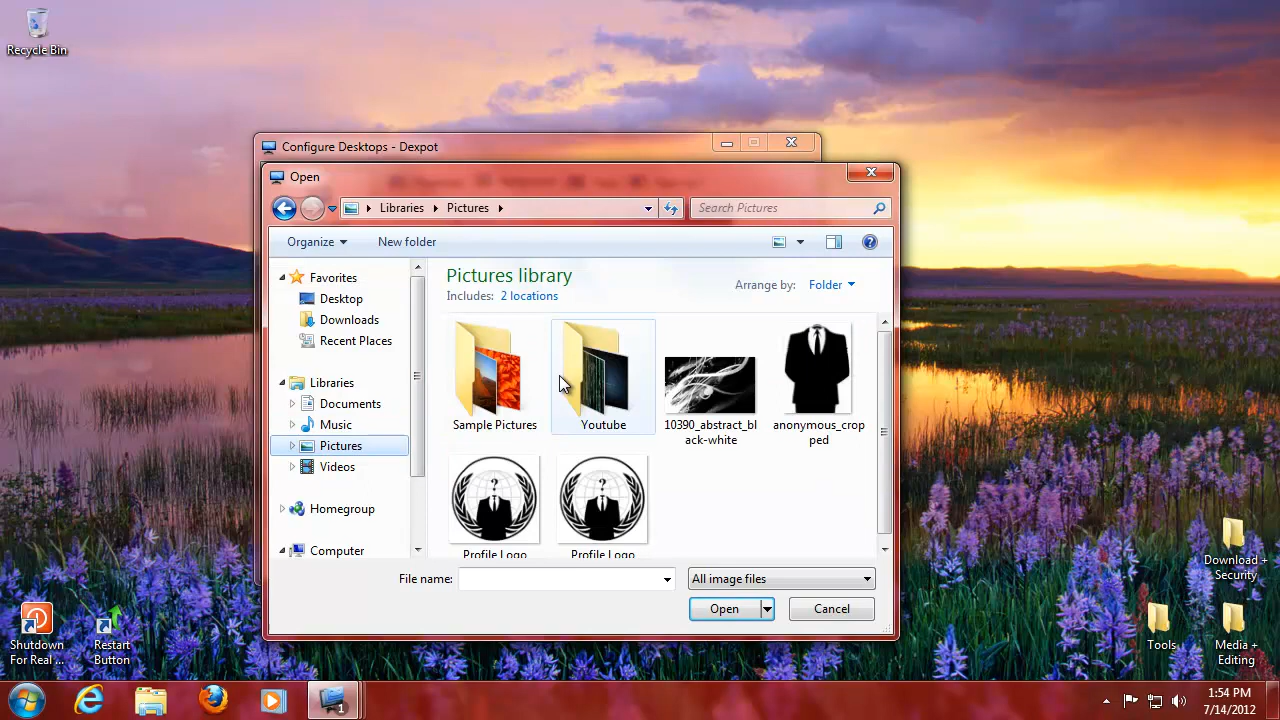 Recycle Bin
Configure Desktops - Dexpot
Open
Libraries
Pictures
Search Pictures
Organize
New folder
Favorites
Desktop
Downloads
Recent Places
Libraries
Documents
Music
Pictures
Videos
Homegroup
Computer
Pictures library
Includes: 2 locations
Arrange by: Folder
Sample Pictures
Youtube
10390_abstract_bl
ack-white
anonymous_crop
ped
?
?
Profile Logo
Profile Logo
File name:
All image files
Open
Cancel
Download +
Security
Shutdown
For Real ...
Restart
Button
Tools
Media +
Editing
1
1:54 PM
7/14/2012